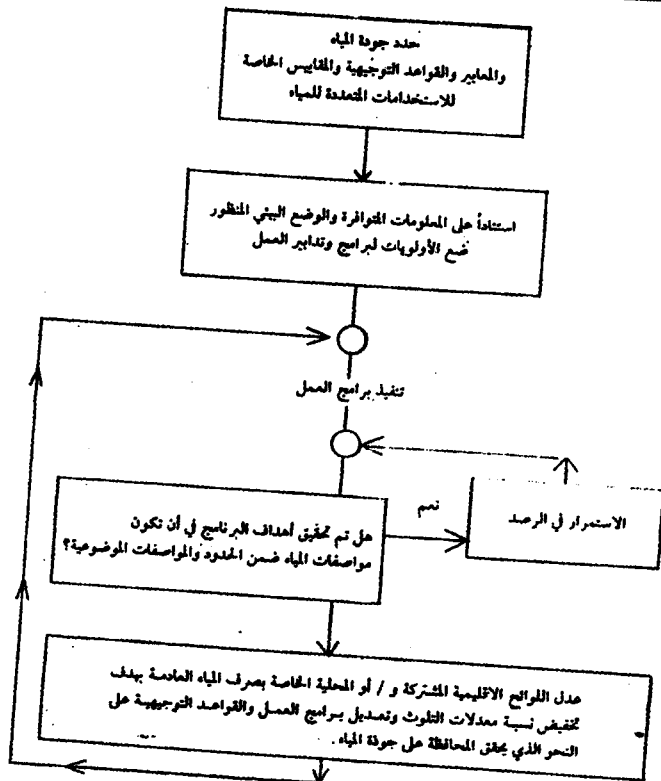 حدد جودة المياه
والمعايير والقواعد التوجيهية والمقاييس الخاصة
للاستخدامات المتعددة للمياه
استناداً على المعلومات المتوافرة والوضع البيئي المنظور
ضع الأولويات لبرامج وتدابير العمل
تنفيذ برامج العمل
هل تم تحقيق أهداف البرنامج في أن تكون
مواصفات المياه ضمن الحدود والمواصفات الموضوعية؟
نعم
الاستمرار في الرصد
عدل اللوائح الاقليمية المشتركة و / أو المحلية الخاصة بصرف المياه العادمة بهدف
تخفيض نسبة معدلات التلوث وتعديل برامج العمل والقواعد التوجيهية على
النحو الذي يحقق المحافظة على جودة المياه.